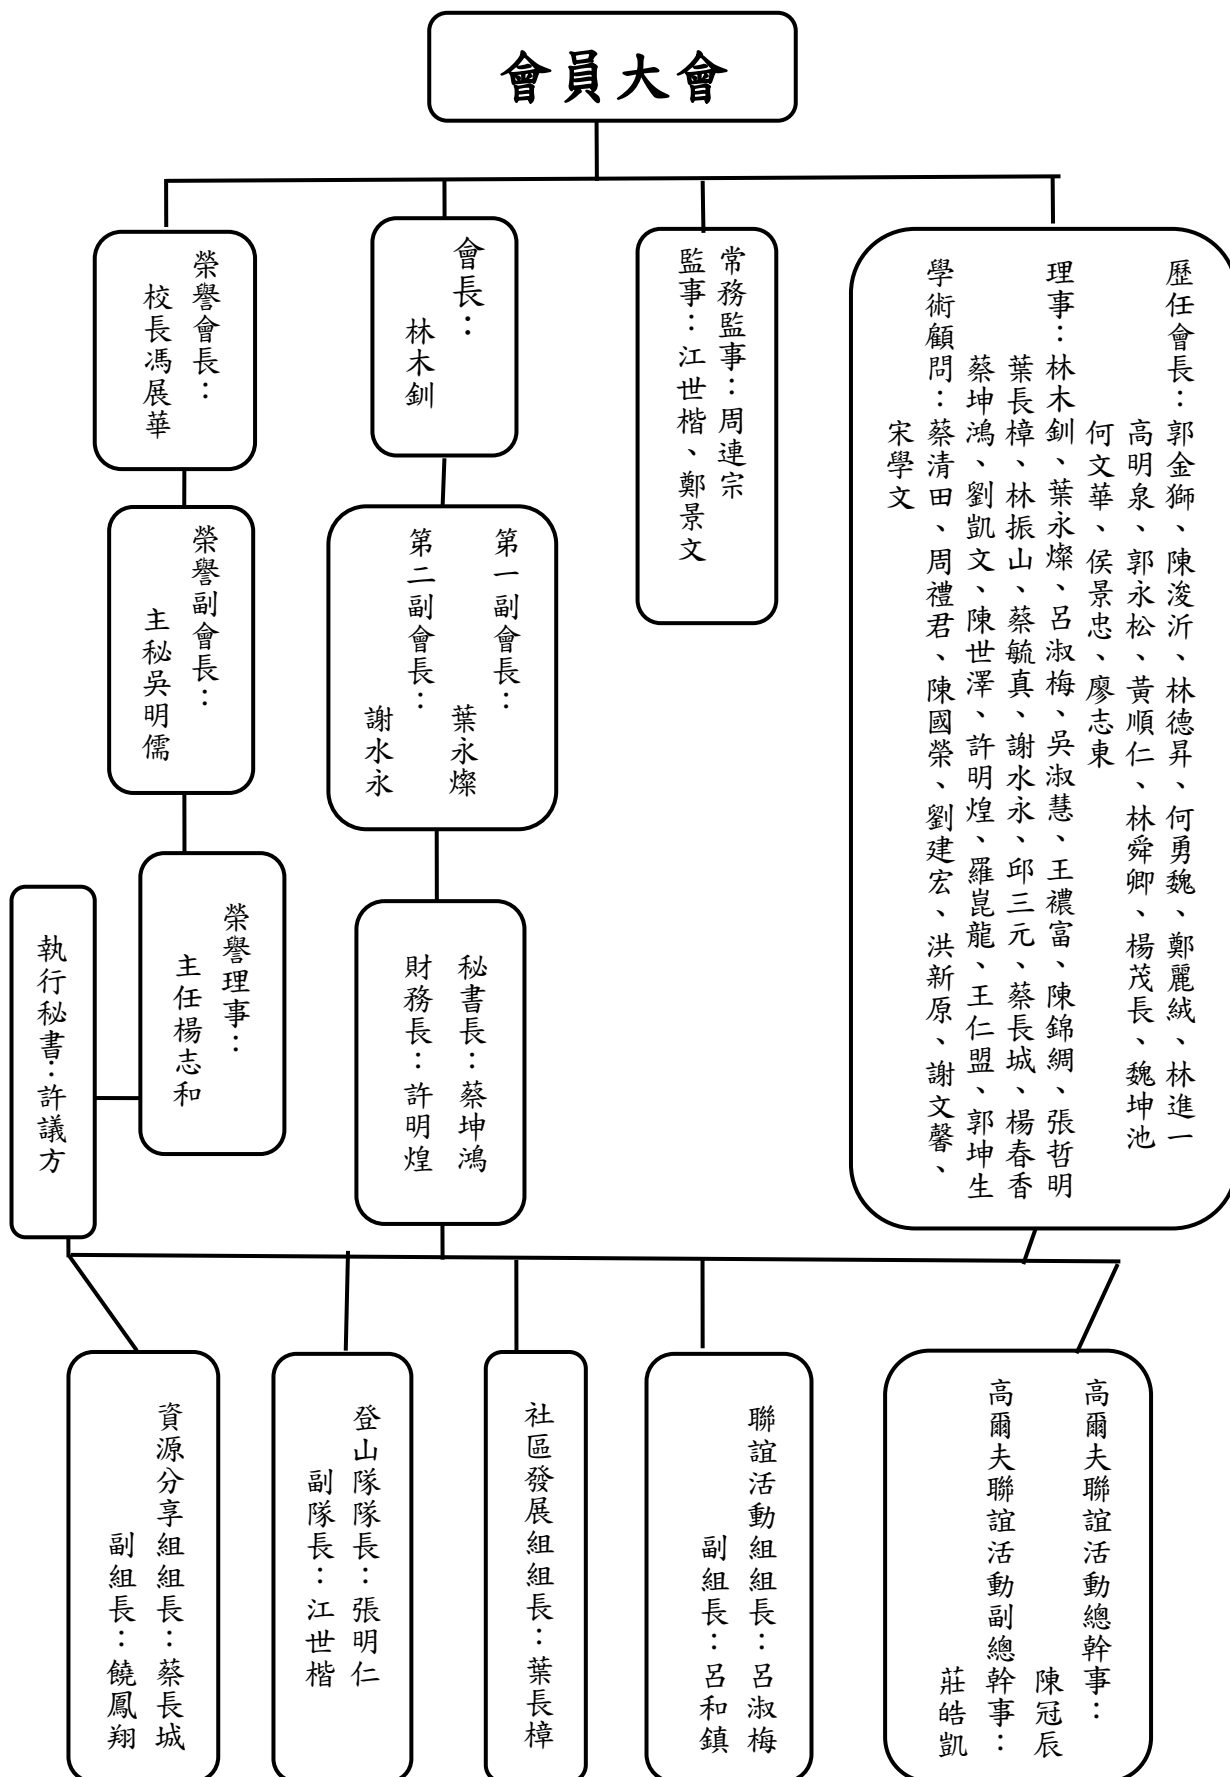 會員大會
歷任會長：郭金獅、陳浚沂、林德昇、何勇魏、鄭麗絨、林進一
高明泉、郭永松、黃順仁、林舜卿、楊茂長、魏坤池
何文華、侯景忠、廖志東
理事：林木釧、葉永燦、呂淑梅、吳淑慧、王禯富、陳錦綢、張哲明
葉長樟、林振山、蔡毓真、謝水永、邱三元、蔡長城、楊春香
蔡坤鴻、劉凱文、陳世澤、許明煌、羅崑龍、王仁盟、郭坤生
學術顧問：蔡清田、周禮君、陳國榮、劉建宏、洪新原、謝文馨、
宋學文
常務監事：周連宗
監事：江世楷、鄭景文
會長：
林木釧
第一副會長：
葉永燦
第二副會長：
謝水永
秘書長：蔡坤鴻
財務長：許明煌
榮譽會長：
校長馮展華
榮譽副會長：
主秘吳明儒
榮譽理事：
主任楊志和
執行秘書：許議方
高爾夫聯誼活動總幹事：
陳冠辰
高爾夫聯誼活動副總幹事：
莊皓凱
聯誼活動組組長：呂淑梅
副組長：呂和鎮
社區發展組組長：葉長樟
登山隊隊長：張明仁
副隊長：江世楷
資源分享組組長：蔡長城
副組長：饒鳳翔